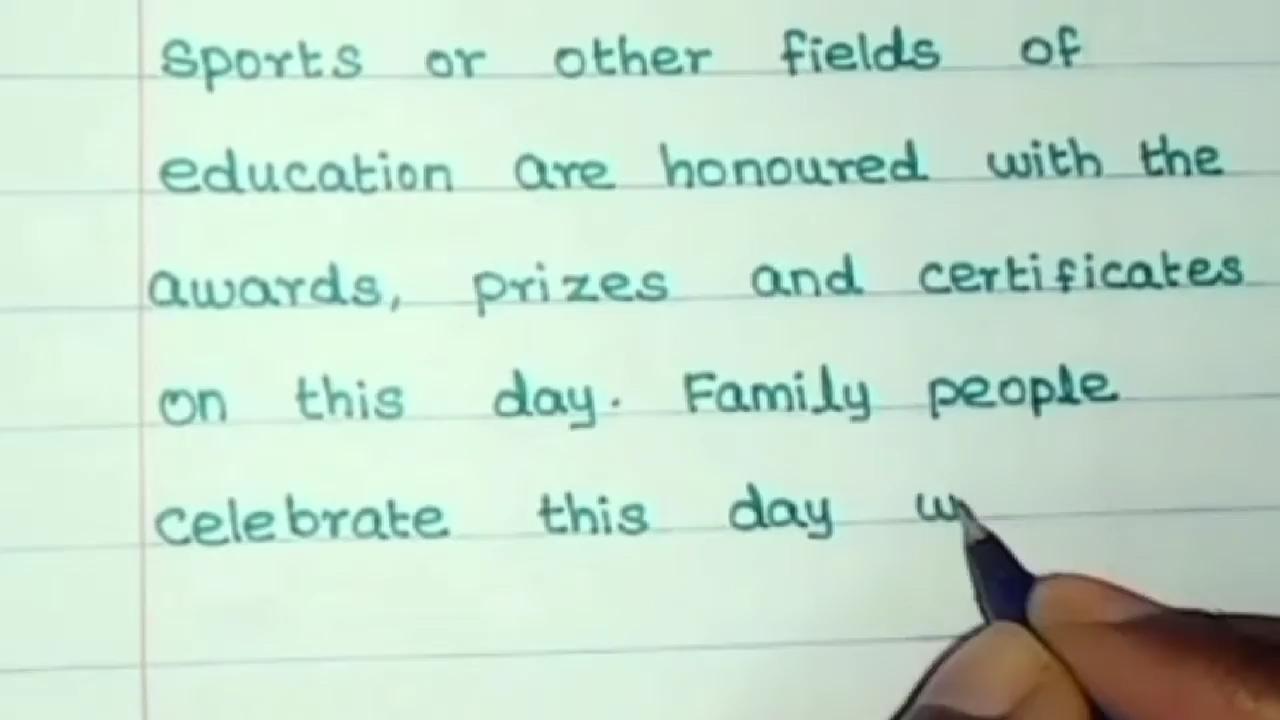 Sports or other fields of
education are honoured with the
awards, prizes and certificates
on this day. Family people
celebrate this day w